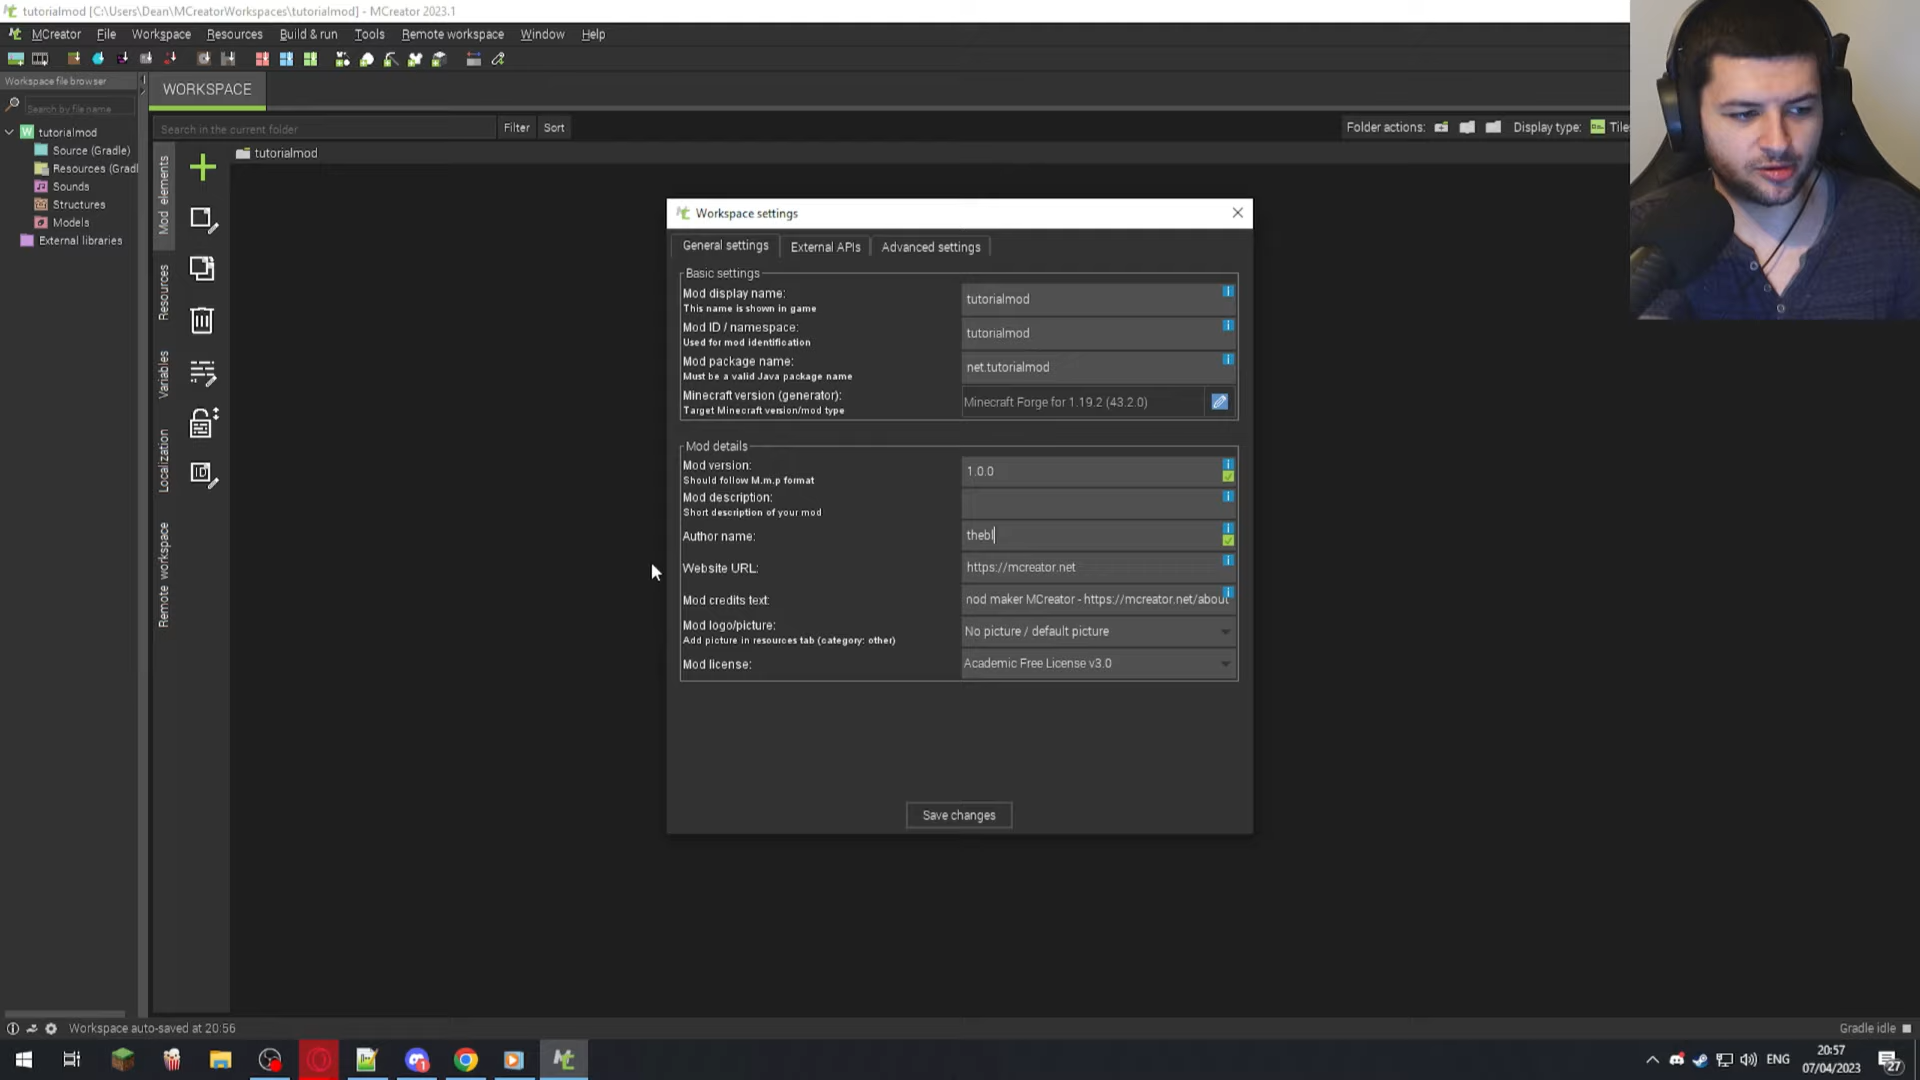 tutorialmod [C:\Users\Dean\MCreatorWorkspaces\tutorialmod] - MCreator 2023.1
MCreator File Workspace Resources Build & run Tools Remote workspace Window Help
Workspace file browser
WORKSPACE
Search by file name
Search in the current folder Filter Sort Folder actions: Display type: Tile
tutorialmod
Source (Gradle)
Resources (Gradl
Sounds
Structures
Models
External libraries
Mod elements
Resources
Variables
Localization
Remote workspace
tutorialmod
Workspace settings
General settings External APIs Advanced settings
Basic settings
Mod display name: tutorialmod
This name is shown in game
Mod ID / namespace: tutorialmod
Used for mod identification
Mod package name: net.tutorialmod
Must be a valid Java package name
Minecraft version (generator): Minecraft Forge for 1.19.2 (43.2.0)
Target Minecraft version/mod type
Mod details
Mod version: 1.0.0
Should follow M.m.p format
Mod description:
Short description of your mod
Author name: thebl
Website URL: https://mcreator.net
Mod credits text: nod maker MCreator - https://mcreator.net/about
Mod logo/picture: No picture / default picture
Add picture in resources tab (category: other)
Mod license: Academic Free License v3.0
Save changes
Workspace auto-saved at 20:56
Gradle idle
ENG
20:57
07/04/2023
27